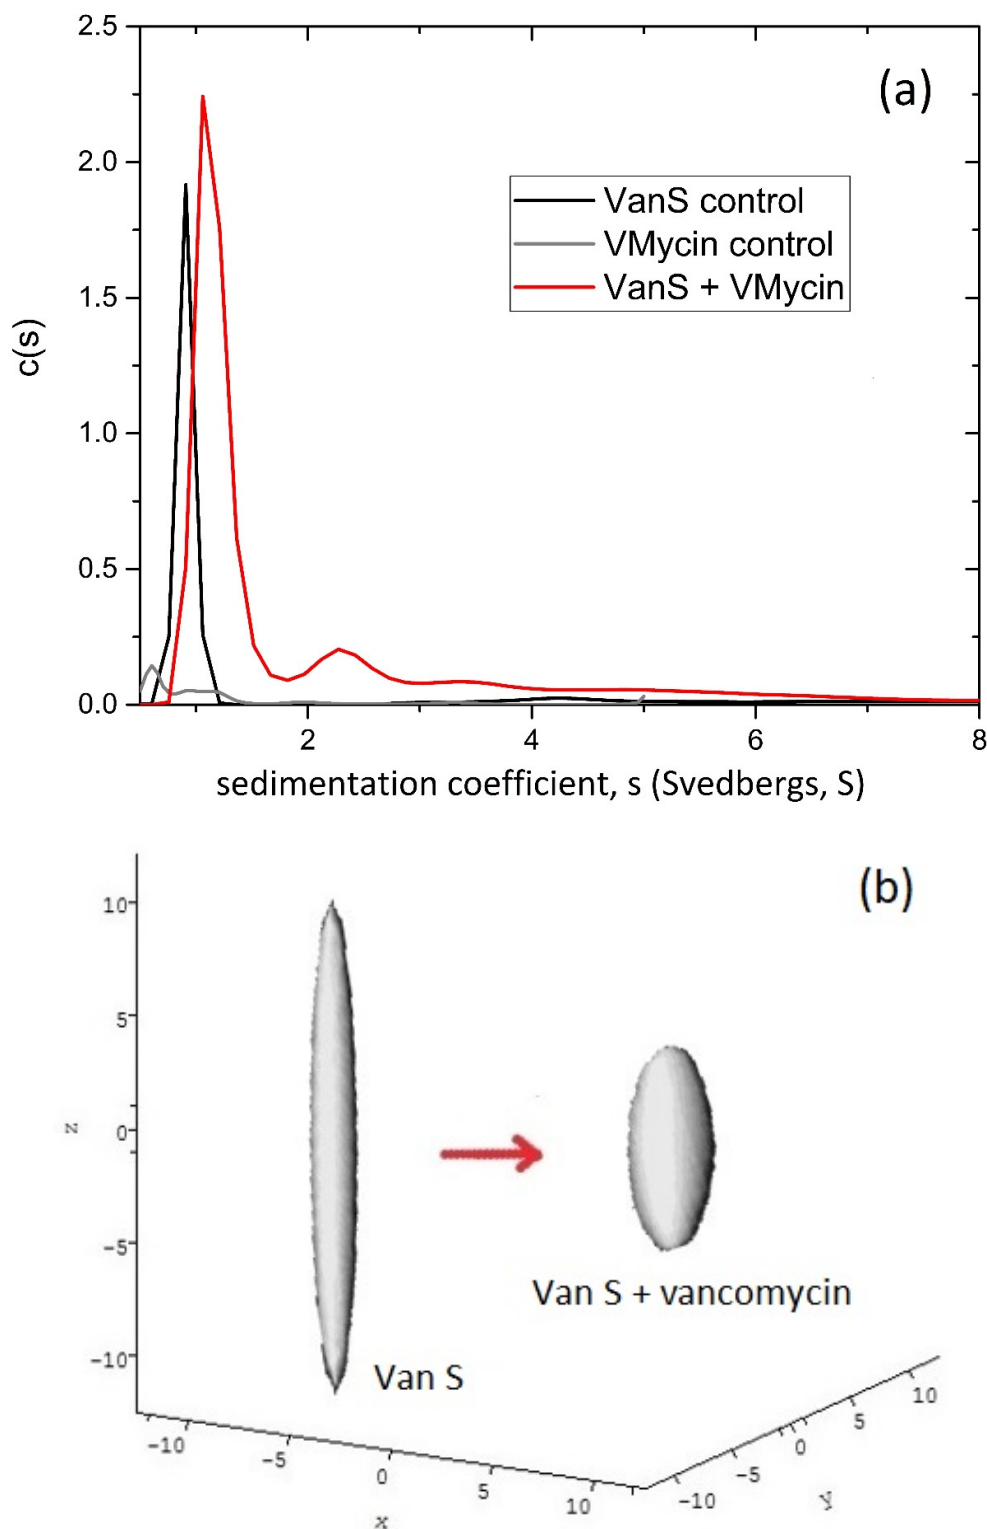 2.5
(a)
2.0
VanS control
VMycin control
VanS + VMycin
1.5
c(s)
1.0
0.5
0.0
2 4 6 8
sedimentation coefficient, s (Svedbergs, S)
(b)
10
5
z
0
−5
Van S + vancomycin
−10
Van S
−10 −5 0 5 10
x
−10 −5 0 5 10
y